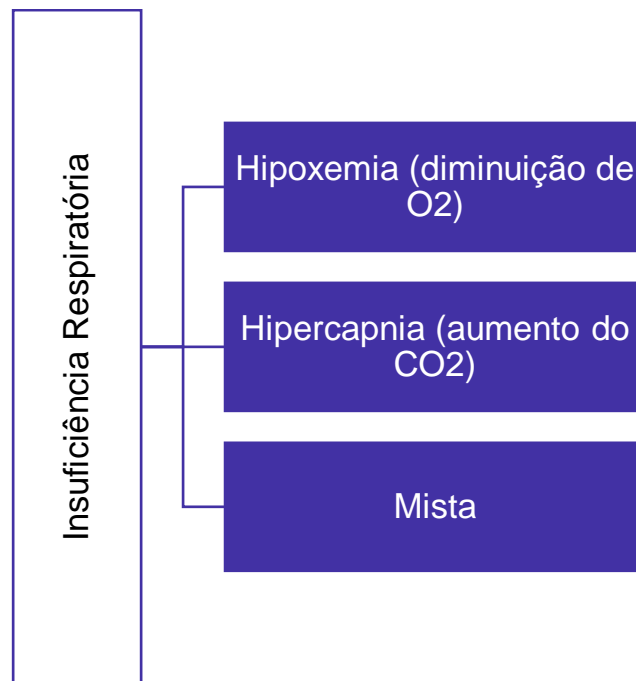 Insuficiência Respiratória
Hipoxemia (diminuição de
O2)
Hipercapnia (aumento do
CO2)
Mista